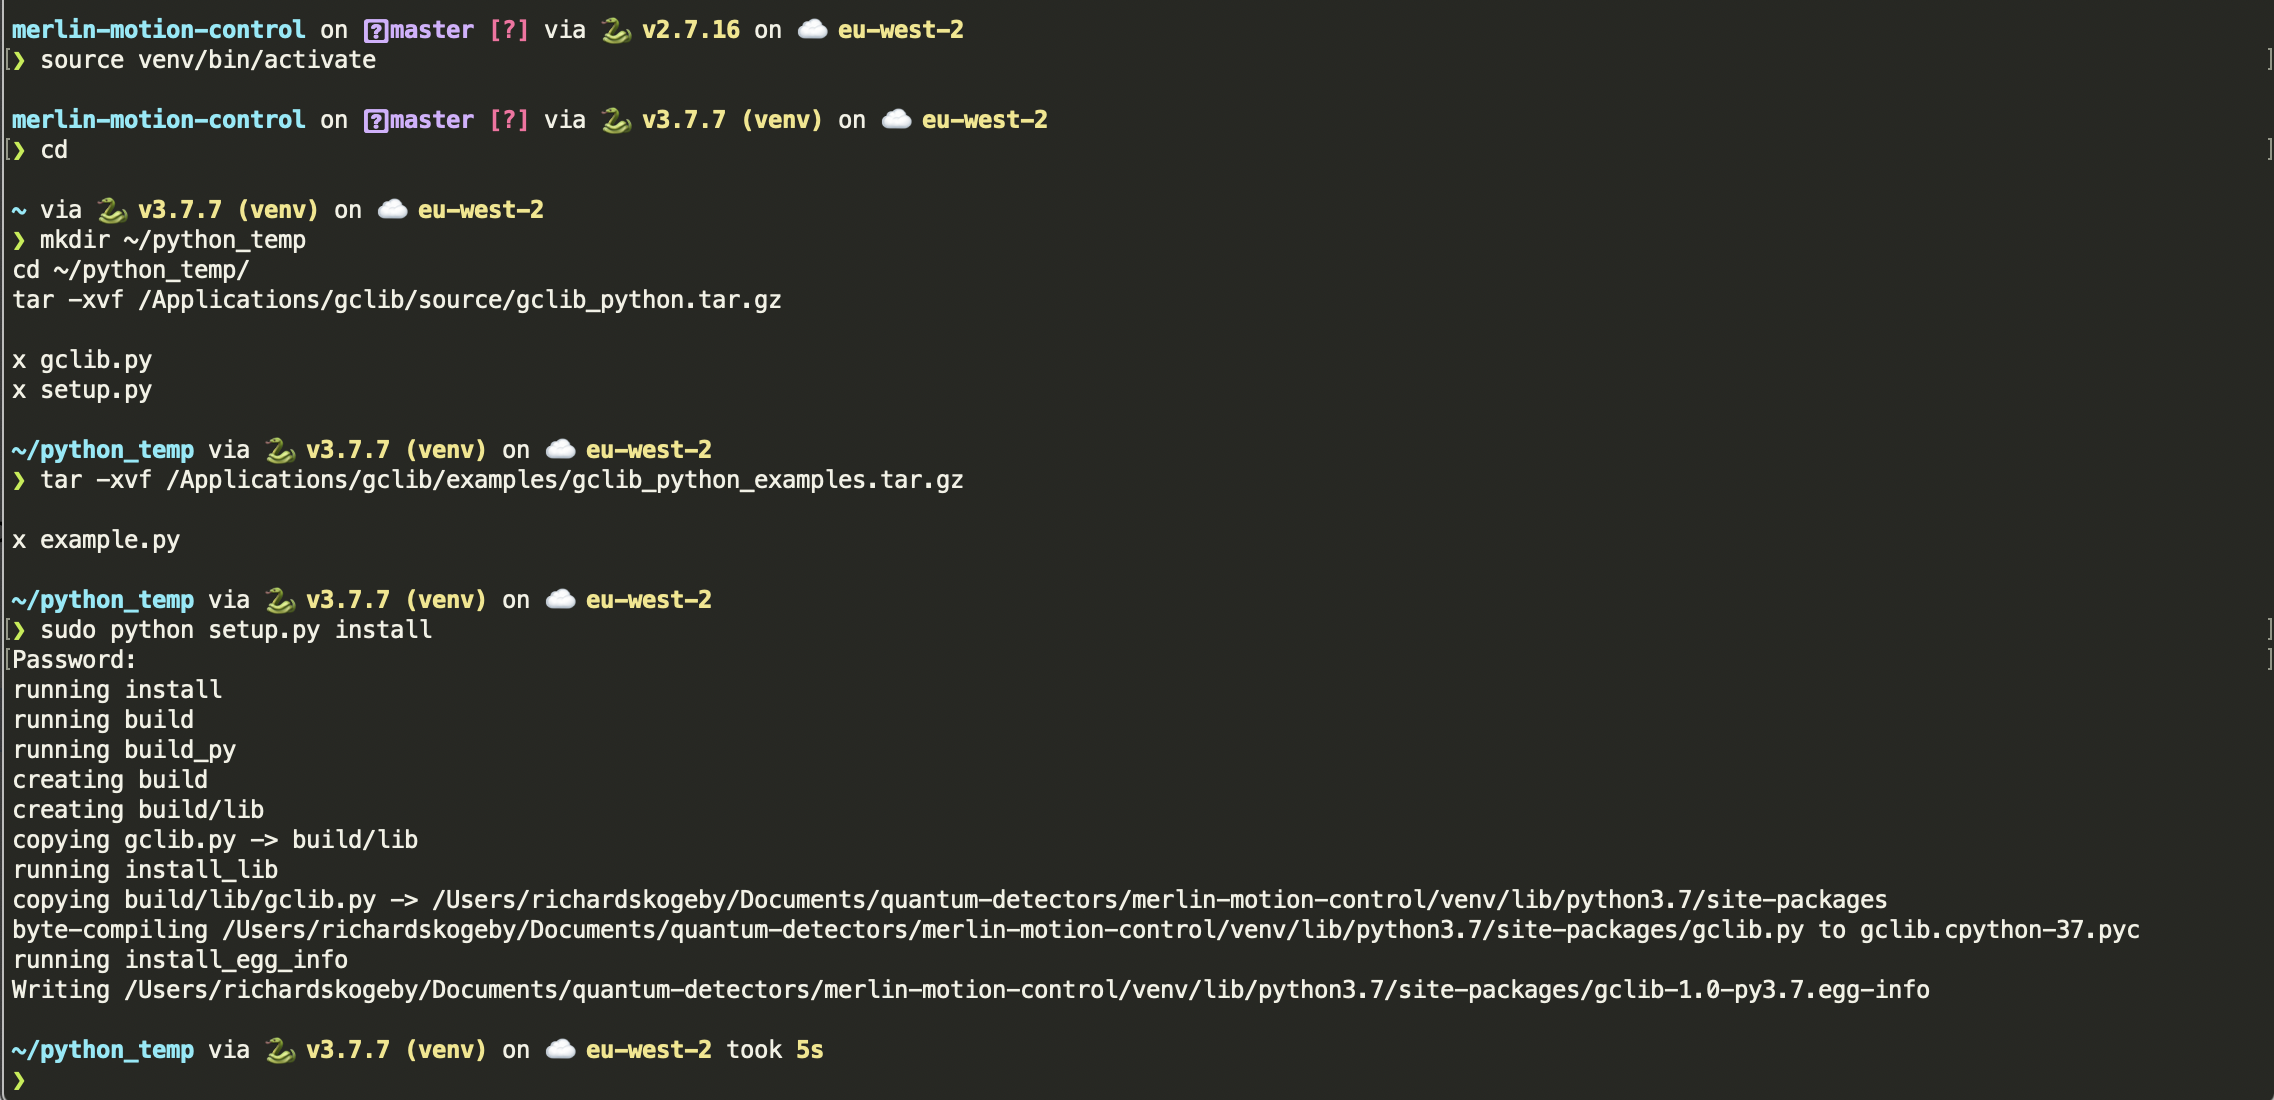 merlin-motion-control on ?master [?] via 🐍 v2.7.16 on ☁️ eu-west-2
[❯ source venv/bin/activate ]
merlin-motion-control on ?master [?] via 🐍 v3.7.7 (venv) on ☁️ eu-west-2
[❯ cd ]
~ via 🐍 v3.7.7 (venv) on ☁️ eu-west-2
❯ mkdir ~/python_temp
cd ~/python_temp/
tar -xvf /Applications/gclib/source/gclib_python.tar.gz
x gclib.py
x setup.py
~/python_temp via 🐍 v3.7.7 (venv) on ☁️ eu-west-2
❯ tar -xvf /Applications/gclib/examples/gclib_python_examples.tar.gz
x example.py
~/python_temp via 🐍 v3.7.7 (venv) on ☁️ eu-west-2
[❯ sudo python setup.py install ]
[Password: ]
running install
running build
running build_py
creating build
creating build/lib
copying gclib.py -> build/lib
running install_lib
copying build/lib/gclib.py -> /Users/richardskogeby/Documents/quantum-detectors/merlin-motion-control/venv/lib/python3.7/site-packages
byte-compiling /Users/richardskogeby/Documents/quantum-detectors/merlin-motion-control/venv/lib/python3.7/site-packages/gclib.py to gclib.cpython-37.pyc
running install_egg_info
Writing /Users/richardskogeby/Documents/quantum-detectors/merlin-motion-control/venv/lib/python3.7/site-packages/gclib-1.0-py3.7.egg-info
~/python_temp via 🐍 v3.7.7 (venv) on ☁️ eu-west-2 took 5s
❯